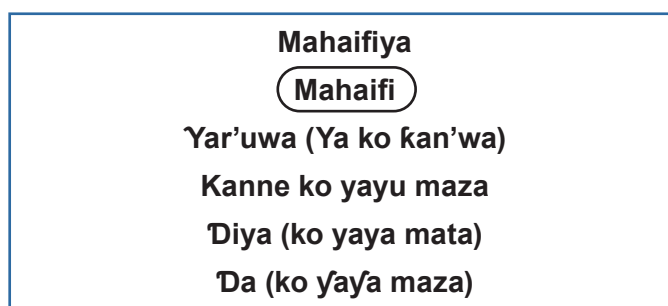 Mahaifiya
Mahaifi
Ƴar’uwa (Ya ko ƙan’wa)
Kanne ko yayu maza
Ɗiya (ko yaya mata)
Ɗa (ko ƴaƴa maza)